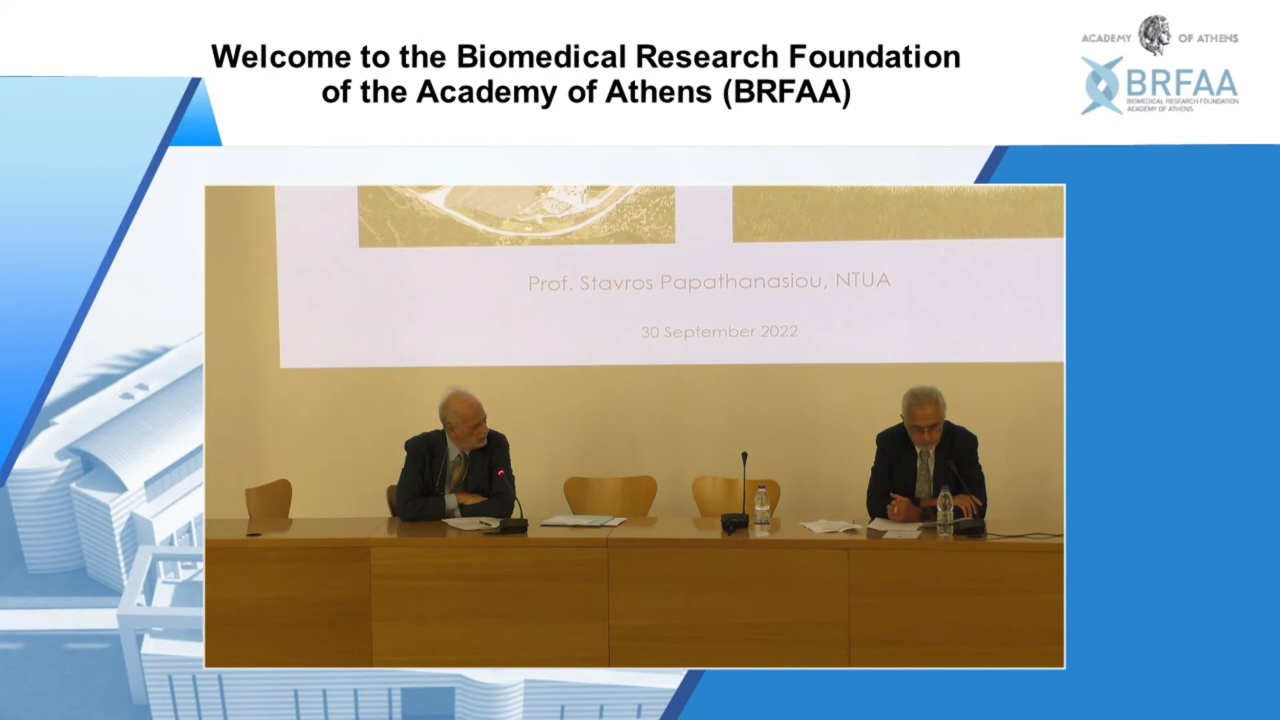 Welcome to the Biomedical Research Foundation
of the Academy of Athens (BRFAA)
ACADEMY OF ATHENS
BRFAA
BIOMEDICAL RESEARCH FOUNDATION
ACADEMY OF ATHENS
Prof. Stavros Papathanasiou, NTUA
30 September 2022